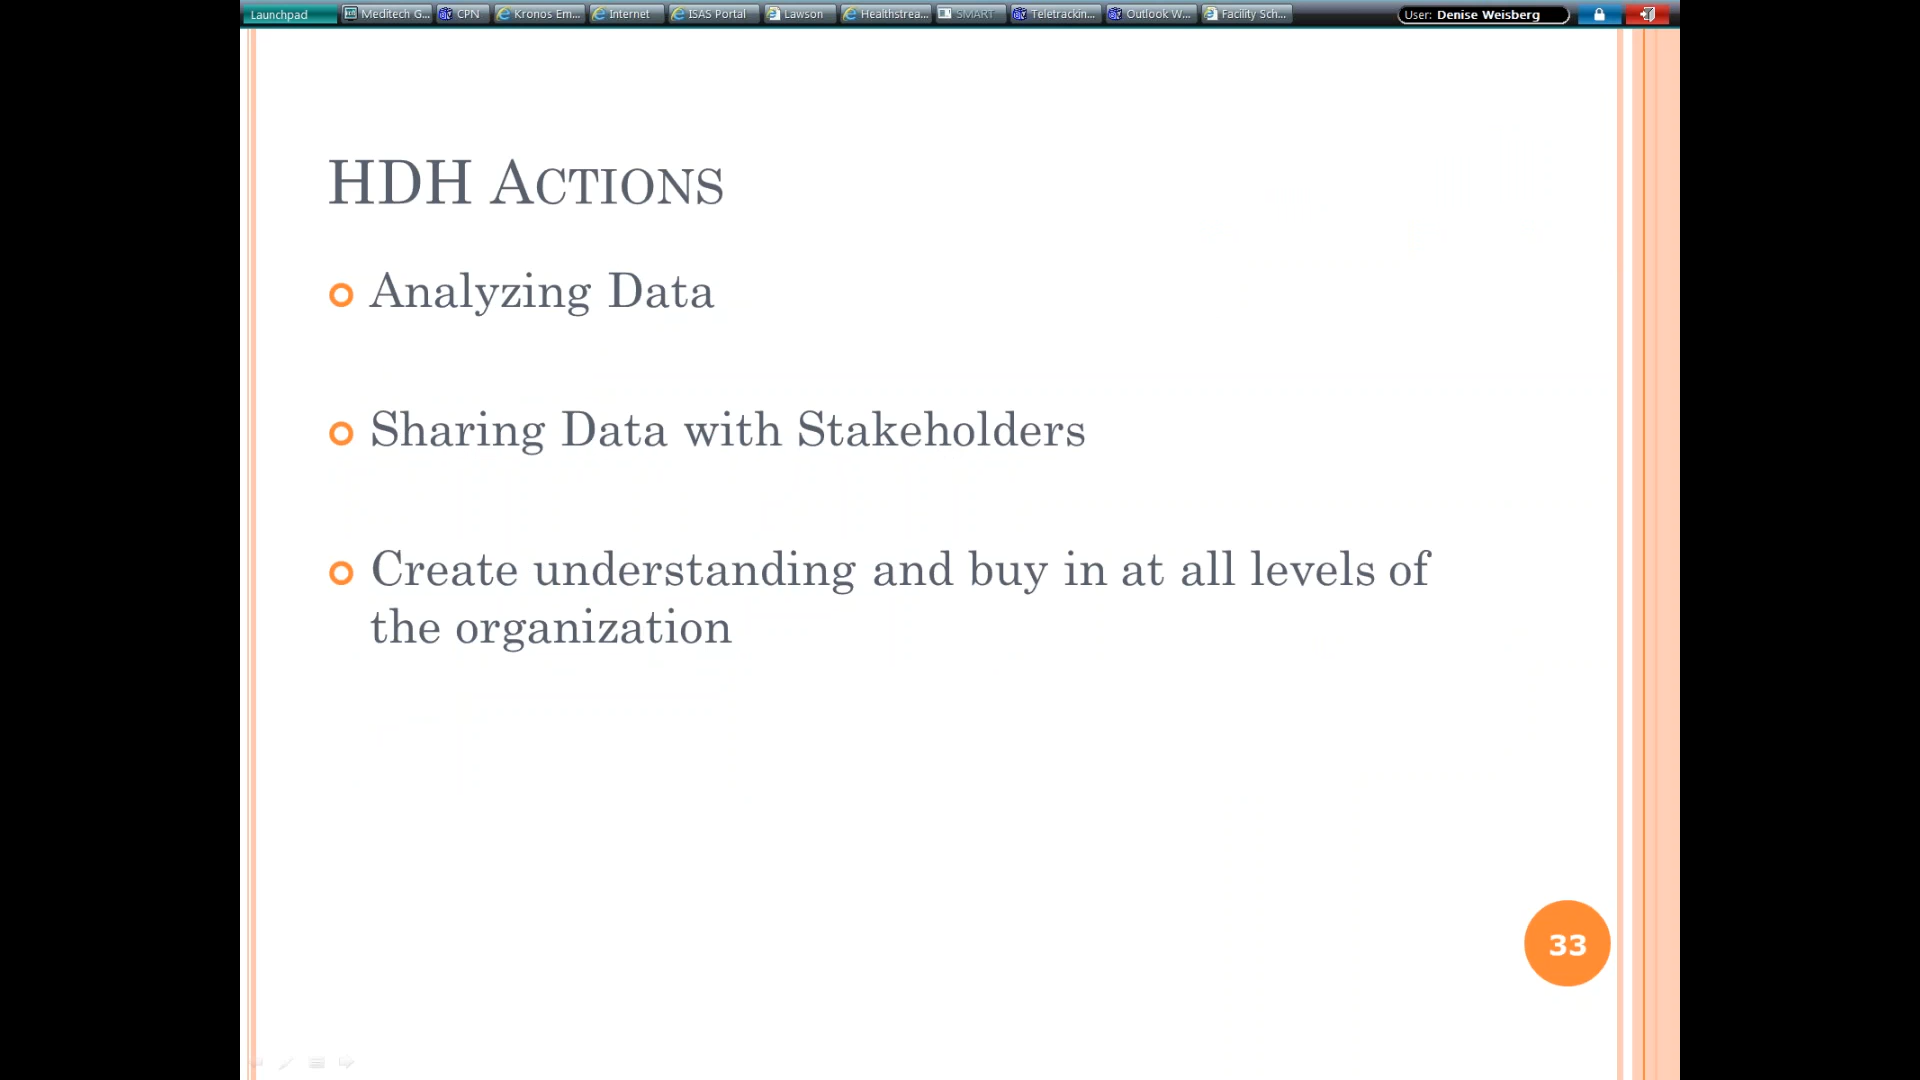 Launchpad Meditech G... CPN Kronos Em... Internet ISAS Portal Lawson Healthstrea... SMART Teletrackin... Outlook W... Facility Sch... User: Denise Weisberg
HDH ACTIONS
Analyzing Data
Sharing Data with Stakeholders
Create understanding and buy in at all levels of
the organization
33